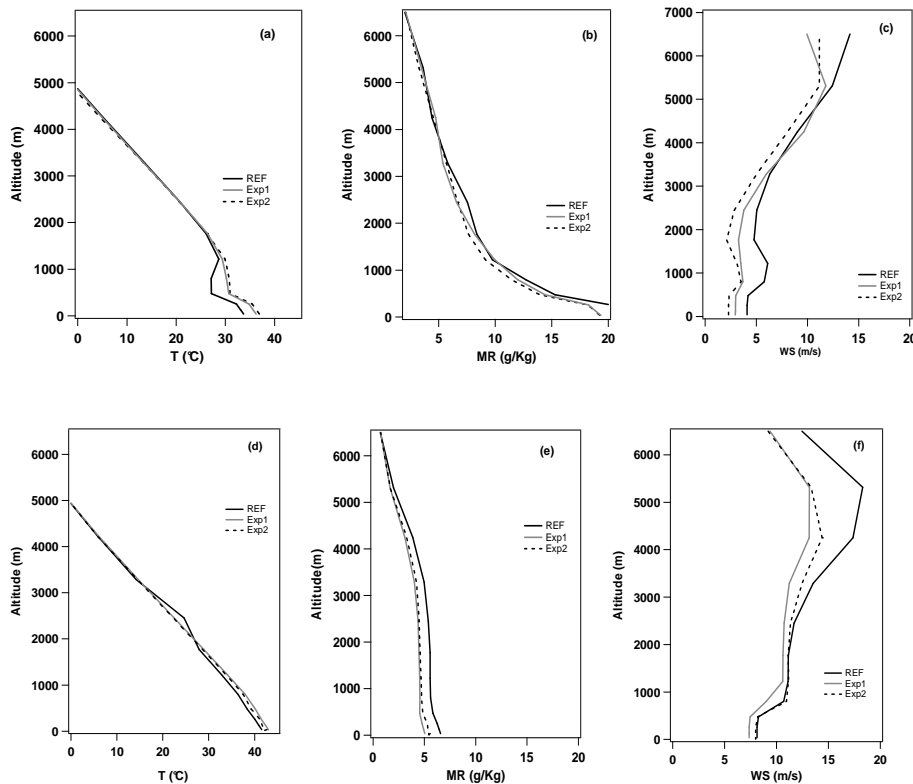 (a)
6000
5000
4000
3000
2000
1000
0
Altitude (m)
REF
Exp1
Exp2
0 10 20 30 40
T (°C)
(b)
6000
5000
4000
3000
2000
1000
0
Altitude (m)
REF
Exp1
Exp2
5 10 15 20
MR (g/Kg)
(c)
7000
6000
5000
4000
3000
2000
1000
0
Altitude (m)
REF
Exp1
Exp2
0 5 10 15 20
WS (m/s)
(d)
6000
5000
4000
3000
2000
1000
0
Altitude (m)
REF
Exp1
Exp2
0 10 20 30 40
T (°C)
(e)
6000
5000
4000
3000
2000
1000
0
Altitude(m)
REF
Exp1
Exp2
0 5 10 15 20
MR (g/Kg)
(f)
6000
5000
4000
3000
2000
1000
0
Altitude (m)
REF
Exp1
Exp2
0 5 10 15 20
WS (m/s)